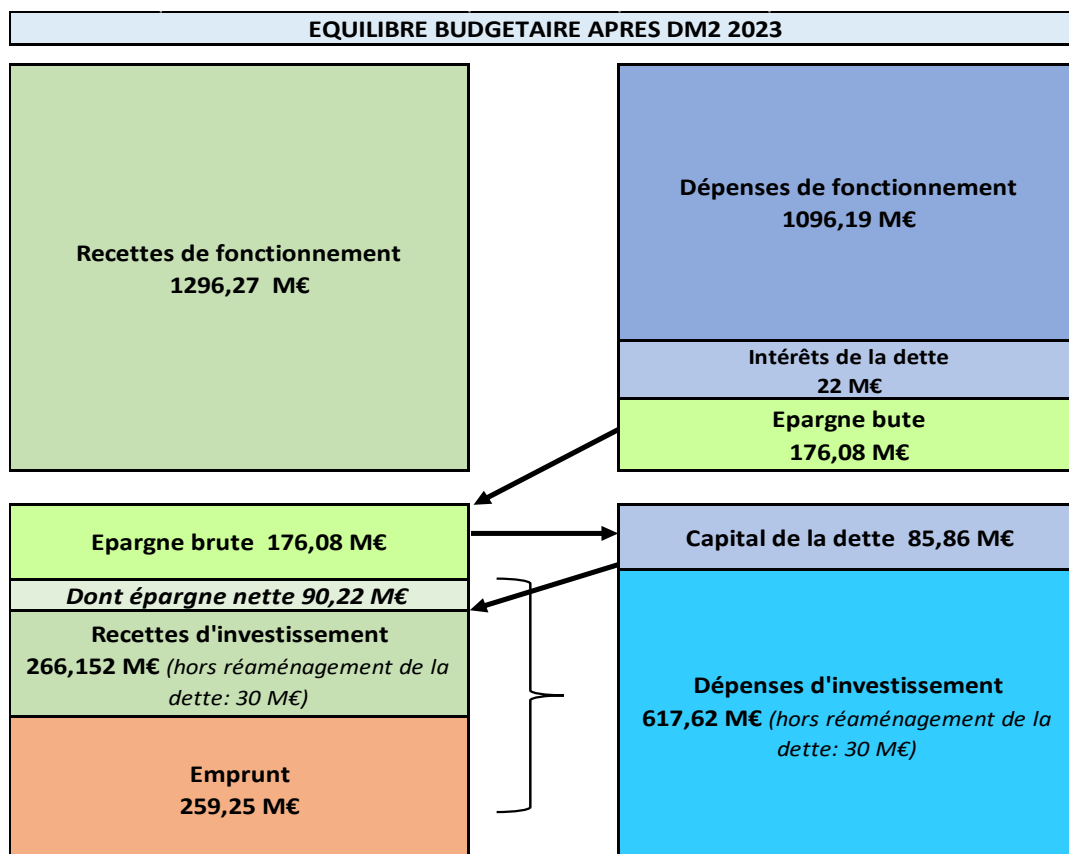 EQUILIBRE BUDGETAIRE APRES DM2 2023
Recettes de fonctionnement
1296,27 M€
Dépenses de fonctionnement
1096,19 M€
Intérêts de la dette
22 M€
Epargne bute
176,08 M€
Epargne brute 176,08 M€
Dont épargne nette 90,22 M€
Recettes d'investissement
266,152 M€ (hors réaménagement de la
dette: 30 M€)
Emprunt
259,25 M€
Capital de la dette 85,86 M€
Dépenses d'investissement
617,62 M€ (hors réaménagement de la
dette: 30 M€)